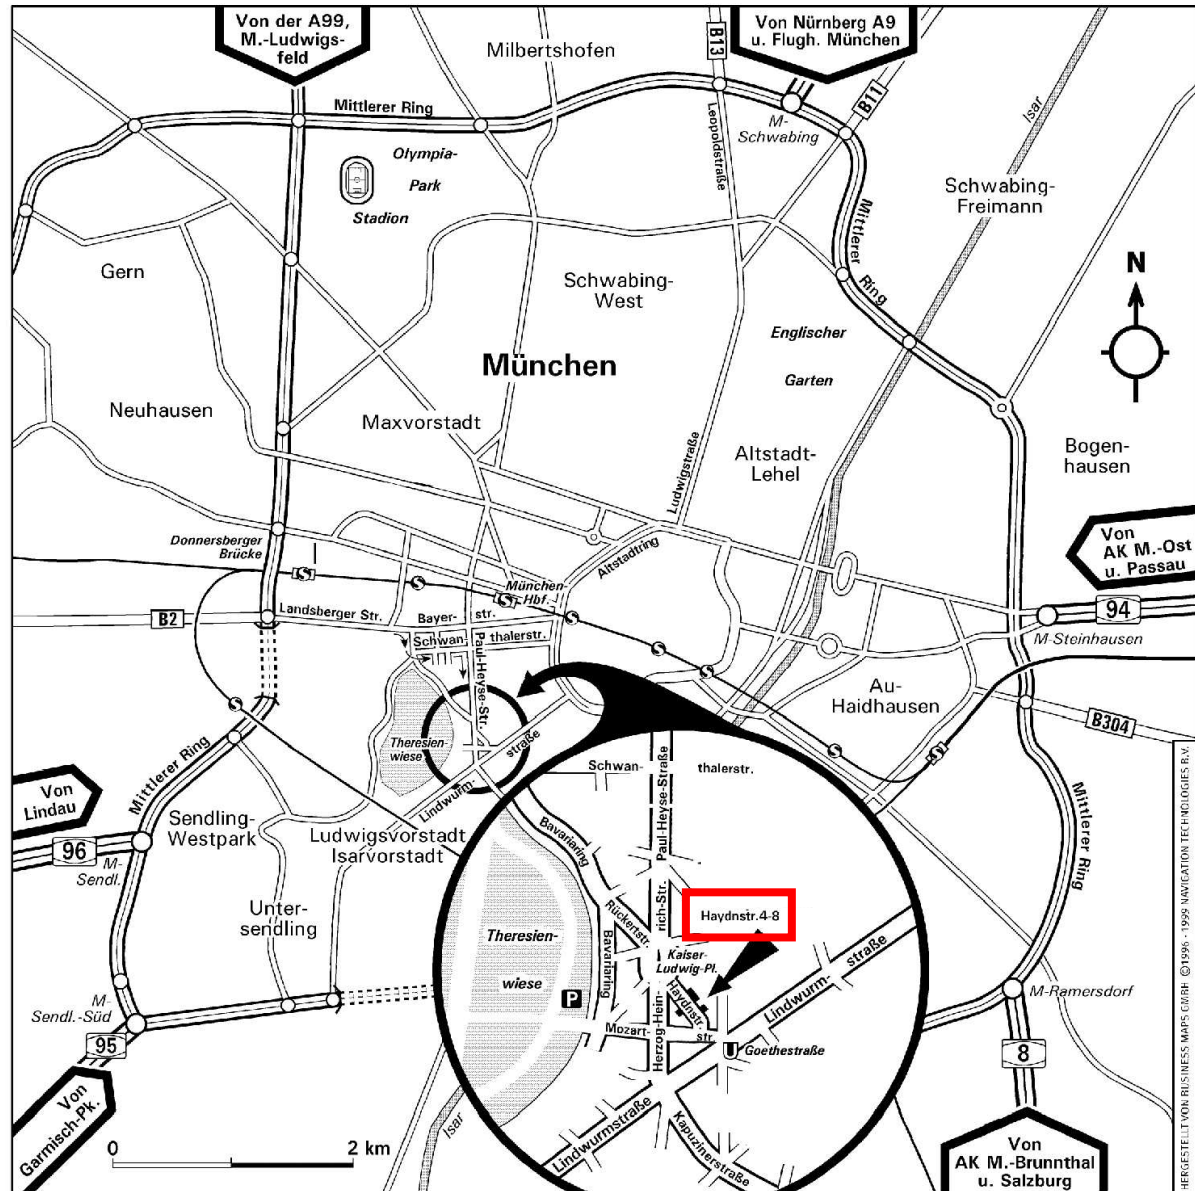 Von der A99,
M.-Ludwigs-
feld
Milbertshofen
B13
Von Nürnberg A9
u. Flugh. München
B11
Isar
Mittlerer Ring
M-
Schwabing
Leopoldstraße
Olympia-
Park
Stadion
Schwabing-
Freimann
Mittlerer
Ring
N
Gern
Schwabing-
West
Englischer
Garten
München
Neuhausen
Maxvorstadt
Ludwigstraße
Altstadt-
Lehel
Bogen-
hausen
Donnersberger
Brücke
Altstadtring
Von
AK M.-Ost
u. Passau
München-
Hbf.
S
S
S
S
S
S
S
S
S
B2
Landsberger Str.
Bayer-
str.
Schwan
thalerstr.
Paul-Heyse-Str.
94
M-Steinhausen
Au-
Haidhausen
B304
Theresien-
wiese
Lindwurm-
straße
Mittlerer Ring
Von
Lindau
96
M-
Sendl.
Sendling-
Westpark
Ludwigsvorstadt
Isarvorstadt
Unter-
sendling
Mittlerer Ring
Schwan-
thalerstr.
Paul-Heyse-Straße
Bavariaring
Haydnstr.4-8
Rückertstr.
rich-Str.
Theresien-
wiese
Bavariaring
Kaiser-
Ludwig-Pl.
Haydnstr.
Lindwurm-
straße
P
Mozart-
str.
Herzog-Hein-
U
Goethestraße
Lindwurmstraße
Kapuzinerstraße
M-
Sendl.-Süd
95
Von
Garmisch-Pk.
Isar
0
2 km
M-Ramersdorf
8
Von
AK M.-Brunnthal
u. Salzburg
HERGESTELLT VON BUSINESS MAPS GMBH ©1996 - 1999 NAVIGATION TECHNOLOGIES B.V.